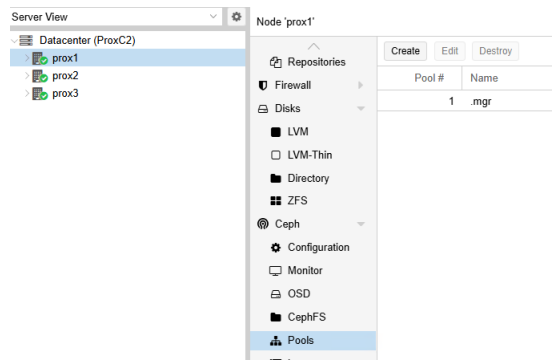 Server View
Datacenter (ProxC2)
prox1
prox2
prox3
Node 'prox1'
Repositories
Firewall
Disks
LVM
LVM-Thin
Directory
ZFS
Ceph
Configuration
Monitor
OSD
CephFS
Pools
Create Edit Destroy
Pool # Name
1 .mgr